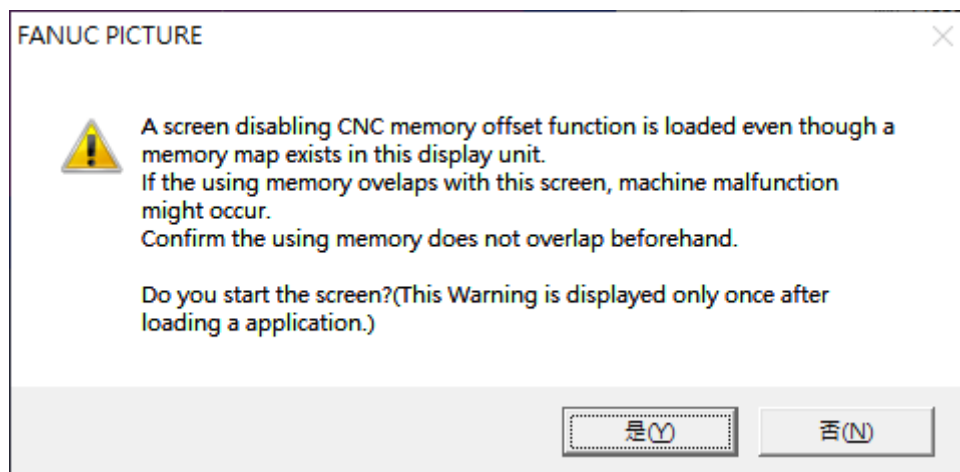 FANUC PICTURE
A screen disabling CNC memory offset function is loaded even though a
memory map exists in this display unit.
If the using memory ovelaps with this screen, machine malfunction
might occur.
Confirm the using memory does not overlap beforehand.
Do you start the screen?(This Warning is displayed only once after
loading a application.)
是(Y)
否(N)